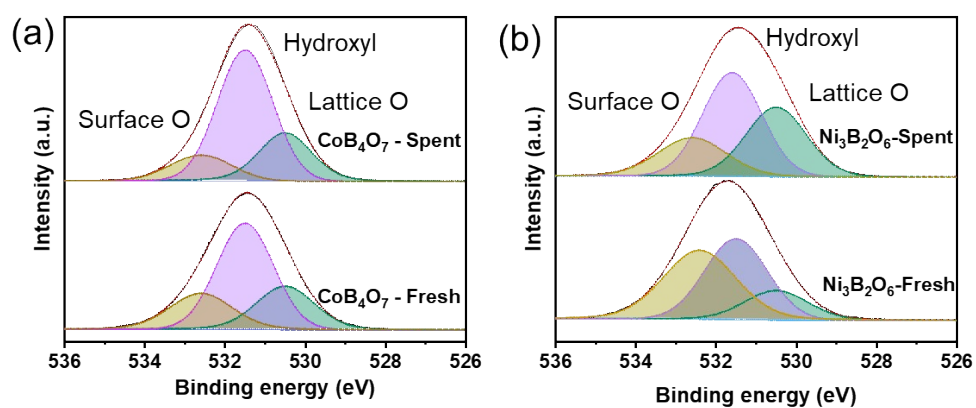 (a)
Hydroxyl
Surface O
Lattice O
CoB₄O₇ - Spent
CoB₄O₇ - Fresh
Intensity (a.u.)
536 534 532 530 528 526
Binding energy (eV)
(b)
Hydroxyl
Surface O
Lattice O
Ni₃B₂O₆-Spent
Ni₃B₂O₆-Fresh
Intensity (a.u.)
536 534 532 530 528 526
Binding energy (eV)